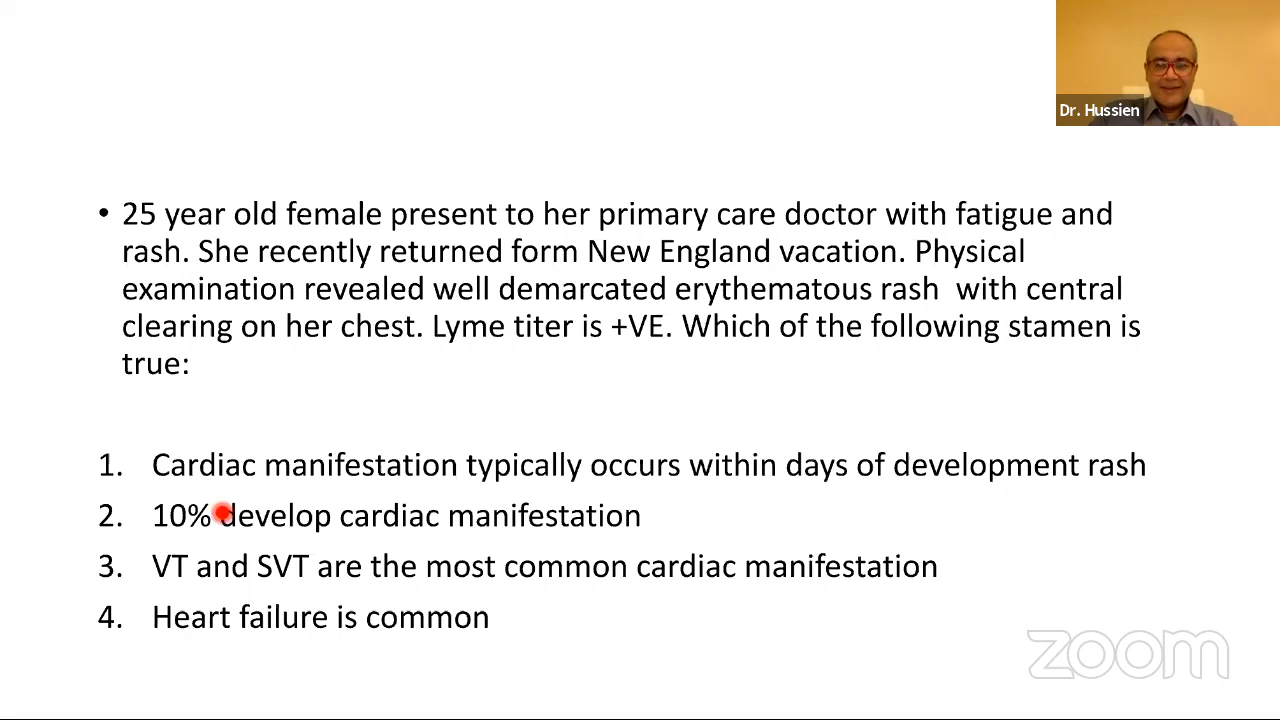 Dr. Hussien
• 25 year old female present to her primary care doctor with fatigue and
rash. She recently returned form New England vacation. Physical
examination revealed well demarcated erythematous rash with central
clearing on her chest. Lyme titer is +VE. Which of the following stamen is
true:
1. Cardiac manifestation typically occurs within days of development rash
2. 10% develop cardiac manifestation
3. VT and SVT are the most common cardiac manifestation
4. Heart failure is common
zoom